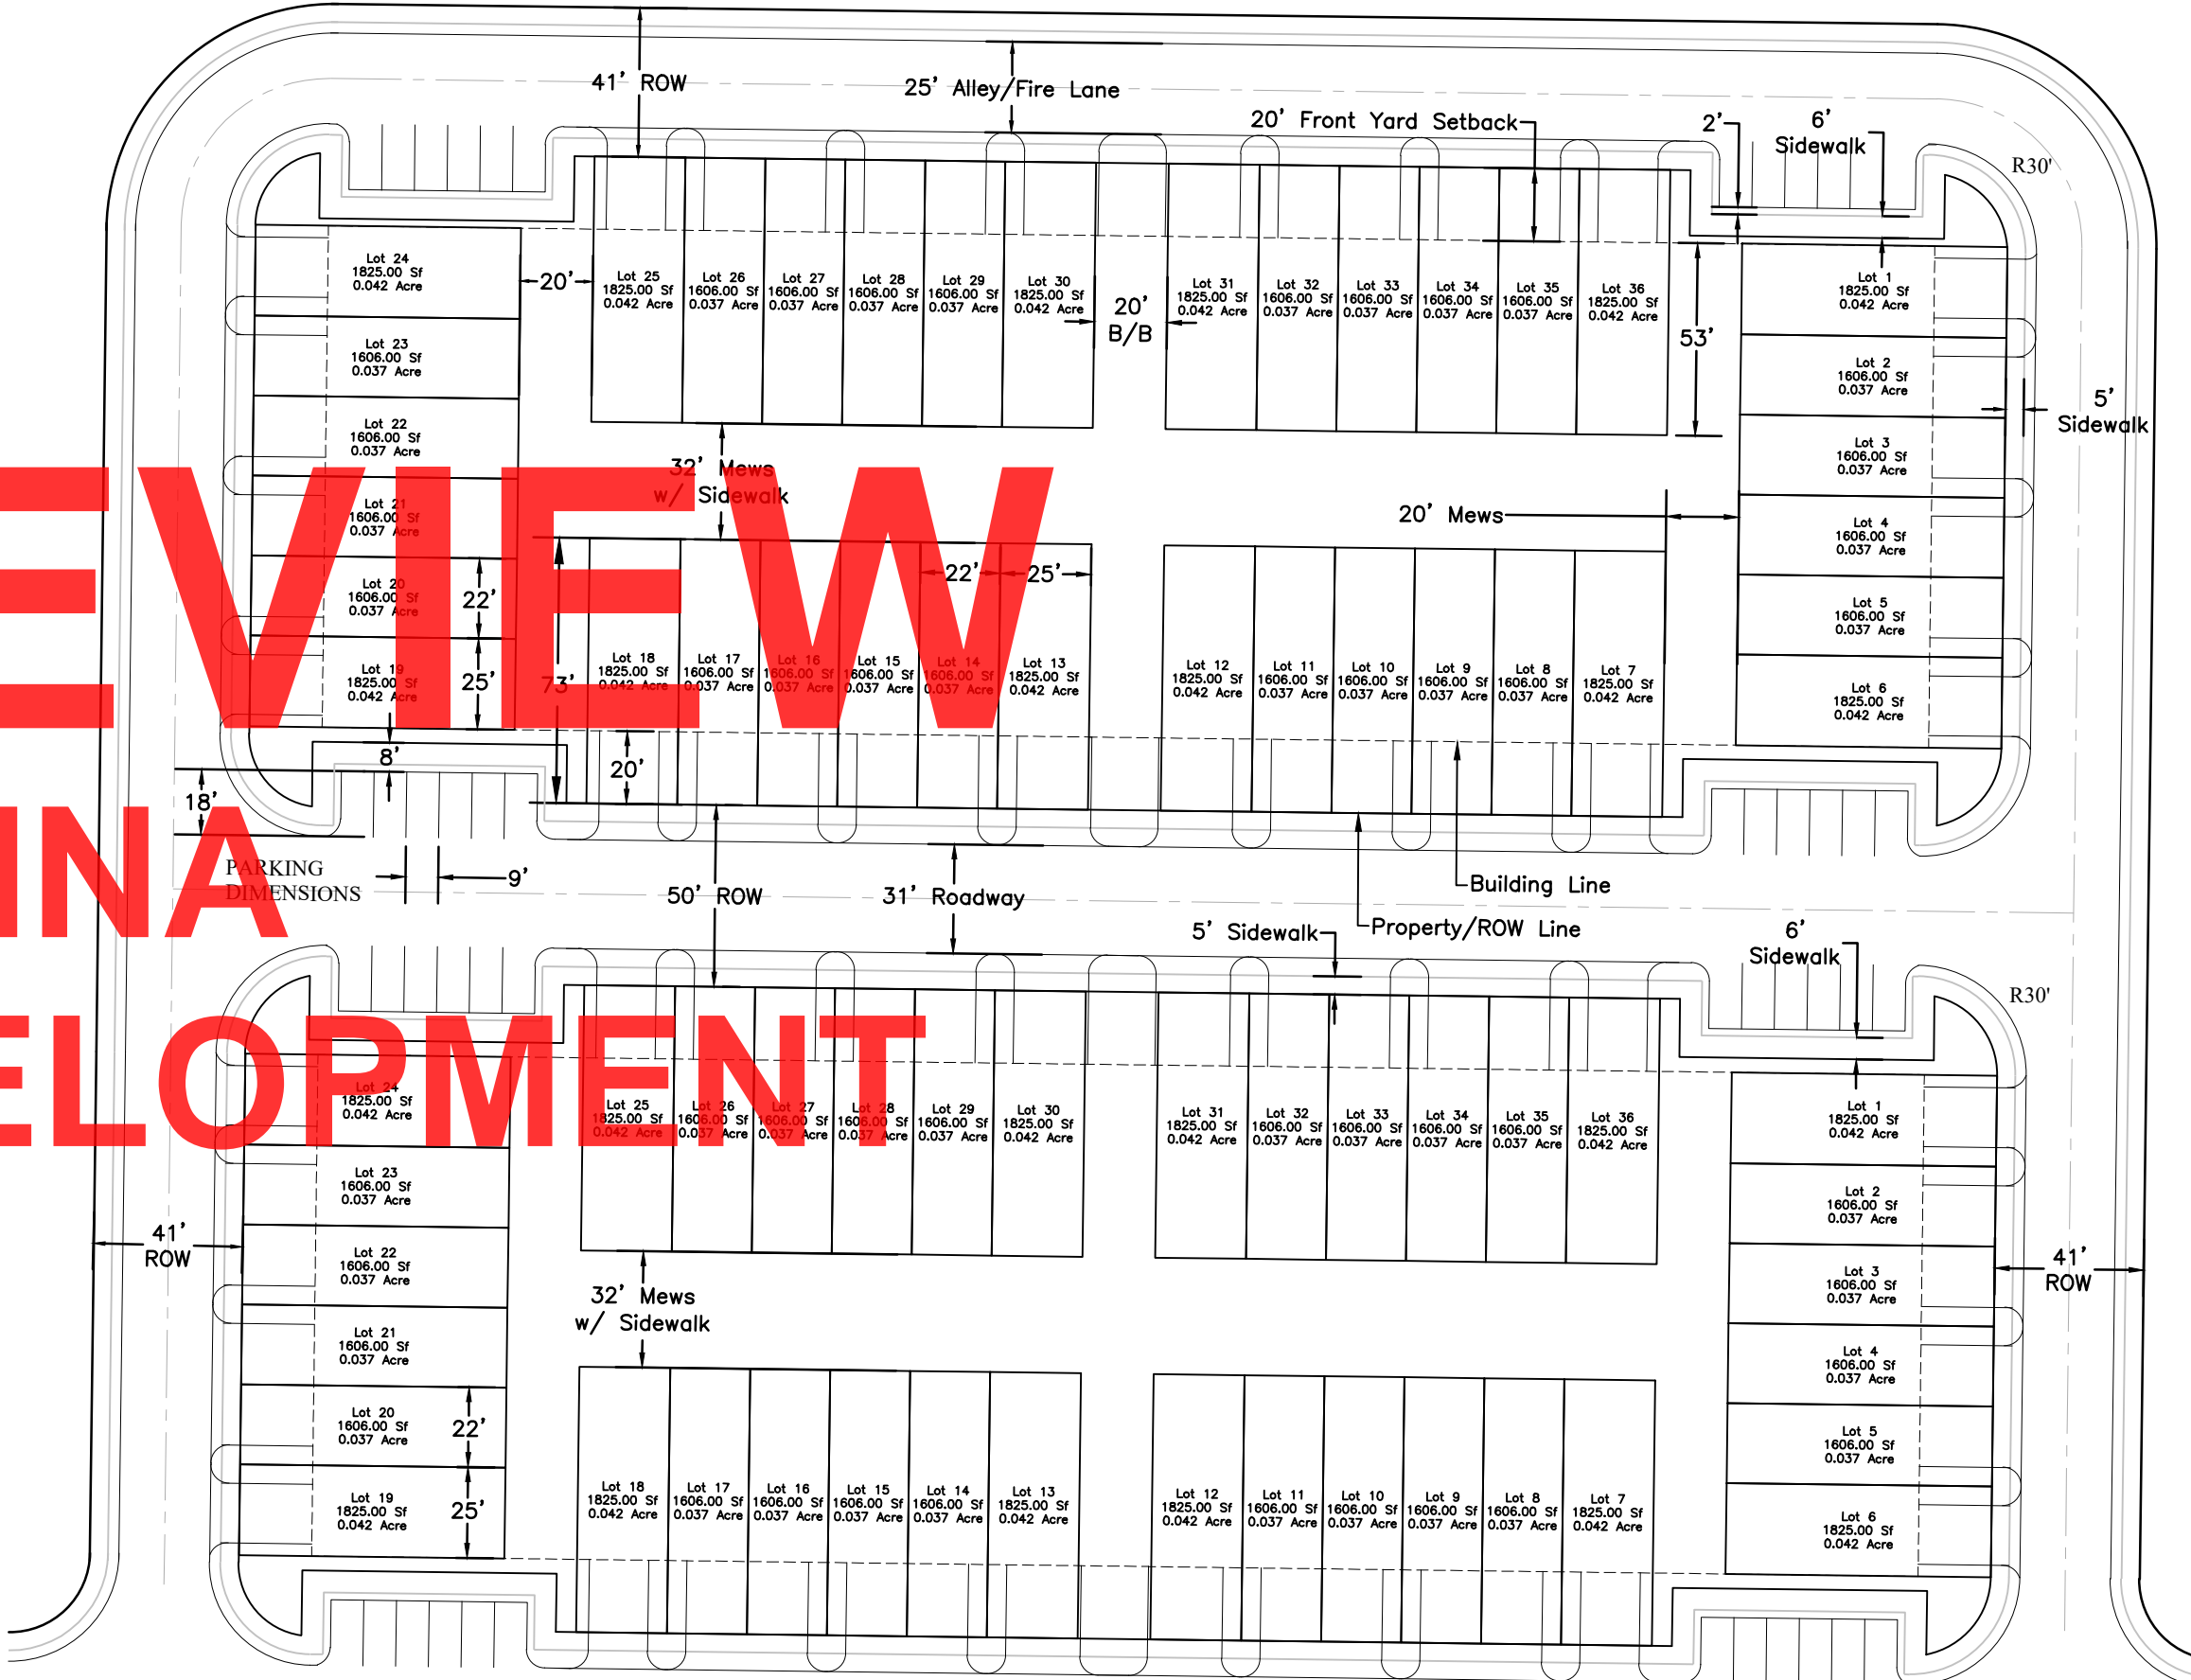 41' ROW
25' Alley/Fire Lane
20' Front Yard Setback
2'
6'
Sidewalk
R30'
Lot 24
1825.00 Sf
0.042 Acre
20'
Lot 25
1825.00 Sf
0.042 Acre
Lot 26
1606.00 Sf
0.037 Acre
Lot 27
1606.00 Sf
0.037 Acre
Lot 28
1606.00 Sf
0.037 Acre
Lot 29
1606.00 Sf
0.037 Acre
Lot 30
1825.00 Sf
0.042 Acre
20'
B/B
Lot 31
1825.00 Sf
0.042 Acre
Lot 32
1606.00 Sf
0.037 Acre
Lot 33
1606.00 Sf
0.037 Acre
Lot 34
1606.00 Sf
0.037 Acre
Lot 35
1606.00 Sf
0.037 Acre
Lot 36
1825.00 Sf
0.042 Acre
53'
Lot 1
1825.00 Sf
0.042 Acre
Lot 23
1606.00 Sf
0.037 Acre
Lot 2
1606.00 Sf
0.037 Acre
5'
Sidewalk
Lot 22
1606.00 Sf
0.037 Acre
Lot 3
1606.00 Sf
0.037 Acre
32' Mews
w/ Sidewalk
EVIEW
20' Mews
Lot 21
1606.00 Sf
0.037 Acre
Lot 4
1606.00 Sf
0.037 Acre
Lot 20
1606.00 Sf
0.037 Acre
22'
22'
25'
Lot 5
1606.00 Sf
0.037 Acre
Lot 19
1825.00 Sf
0.042 Acre
25'
73'
Lot 18
1825.00 Sf
0.042 Acre
Lot 17
1606.00 Sf
0.037 Acre
Lot 16
1606.00 Sf
0.037 Acre
Lot 15
1606.00 Sf
0.037 Acre
Lot 14
1606.00 Sf
0.037 Acre
Lot 13
1825.00 Sf
0.042 Acre
Lot 12
1825.00 Sf
0.042 Acre
Lot 11
1606.00 Sf
0.037 Acre
Lot 10
1606.00 Sf
0.037 Acre
Lot 9
1606.00 Sf
0.037 Acre
Lot 8
1606.00 Sf
0.037 Acre
Lot 7
1825.00 Sf
0.042 Acre
Lot 6
1825.00 Sf
0.042 Acre
8'
20'
18'
INA
PARKING
DIMENSIONS
9'
50' ROW
31' Roadway
Building Line
Property/ROW Line
5' Sidewalk
6'
Sidewalk
R30'
ELOPMENT
Lot 24
1825.00 Sf
0.042 Acre
Lot 25
1825.00 Sf
0.042 Acre
Lot 26
1606.00 Sf
0.037 Acre
Lot 27
1606.00 Sf
0.037 Acre
Lot 28
1606.00 Sf
0.037 Acre
Lot 29
1606.00 Sf
0.037 Acre
Lot 30
1825.00 Sf
0.042 Acre
Lot 31
1825.00 Sf
0.042 Acre
Lot 32
1606.00 Sf
0.037 Acre
Lot 33
1606.00 Sf
0.037 Acre
Lot 34
1606.00 Sf
0.037 Acre
Lot 35
1606.00 Sf
0.037 Acre
Lot 36
1825.00 Sf
0.042 Acre
Lot 1
1825.00 Sf
0.042 Acre
Lot 23
1606.00 Sf
0.037 Acre
Lot 2
1606.00 Sf
0.037 Acre
41'
ROW
Lot 22
1606.00 Sf
0.037 Acre
Lot 3
1606.00 Sf
0.037 Acre
41'
ROW
32' Mews
w/ Sidewalk
Lot 21
1606.00 Sf
0.037 Acre
Lot 4
1606.00 Sf
0.037 Acre
Lot 20
1606.00 Sf
0.037 Acre
22'
Lot 5
1606.00 Sf
0.037 Acre
Lot 19
1825.00 Sf
0.042 Acre
25'
Lot 18
1825.00 Sf
0.042 Acre
Lot 17
1606.00 Sf
0.037 Acre
Lot 16
1606.00 Sf
0.037 Acre
Lot 15
1606.00 Sf
0.037 Acre
Lot 14
1606.00 Sf
0.037 Acre
Lot 13
1825.00 Sf
0.042 Acre
Lot 12
1825.00 Sf
0.042 Acre
Lot 11
1606.00 Sf
0.037 Acre
Lot 10
1606.00 Sf
0.037 Acre
Lot 9
1606.00 Sf
0.037 Acre
Lot 8
1606.00 Sf
0.037 Acre
Lot 7
1825.00 Sf
0.042 Acre
Lot 6
1825.00 Sf
0.042 Acre